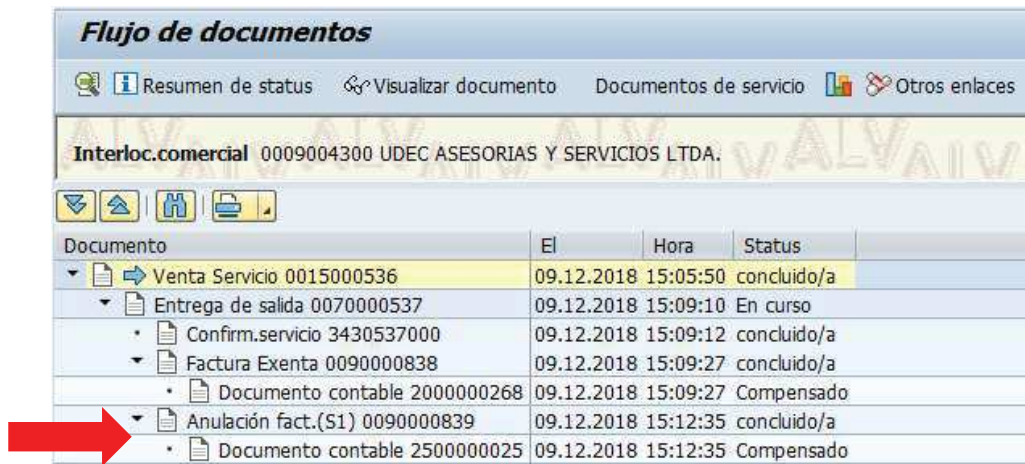 Flujo de documentos
Resumen de status Visualizar documento Documentos de servicio Otros enlaces
Interloc.comercial 0009004300 UDEC ASESORIAS Y SERVICIOS LTDA.
Documento El Hora Status
Venta Servicio 0015000536 09.12.2018 15:05:50 concluido/a
Entrega de salida 0070000537 09.12.2018 15:09:10 En curso
Confirm.servicio 3430537000 09.12.2018 15:09:12 concluido/a
Factura Exenta 0090000838 09.12.2018 15:09:27 concluido/a
Documento contable 2000000268 09.12.2018 15:09:27 Compensado
Anulación fact.(S1) 0090000839 09.12.2018 15:12:35 concluido/a
Documento contable 2500000025 09.12.2018 15:12:35 Compensado